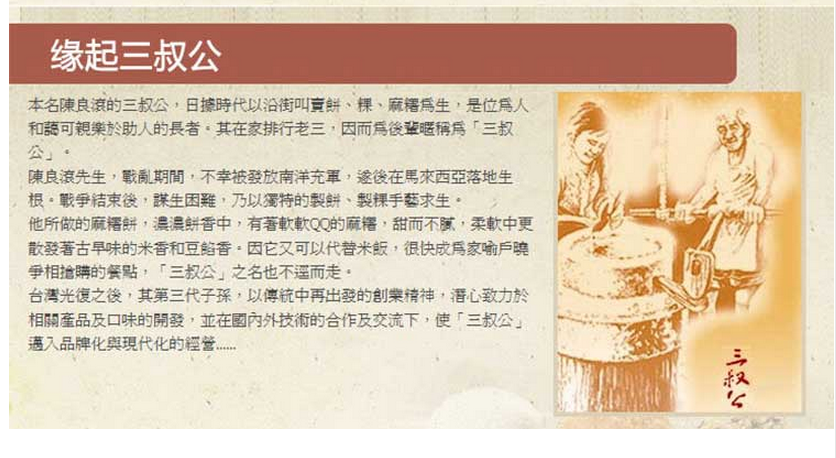 缘起三叔公
本名陳良滾的三叔公，日據時代以沿街叫賣餅、粿、麻糬爲生，是位爲人
和藹可親樂於助人的長者。其在家排行老三，因而爲後輩暱稱爲「三叔
公」。
陳良滾先生，戰亂期間，不幸被發放南洋充軍，遂後在馬來西亞落地生
根。戰爭結束後，謀生困難，乃以獨特的製餅、製粿手藝求生。
他所做的麻糬餅，濃濃餅香中，有著軟軟QQ的麻糬，甜而不膩，柔軟中更
散發著古早味的米香和豆餡香。因它又可以代替米飯，很快成爲家喻戶曉
爭相搶購的餐點，「三叔公」之名也不逕而走。
台灣光復之後，其第三代子孫，以傳統中再出發的創業精神，潛心致力於
相關產品及口味的開發，並在國內外技術的合作及交流下，使「三叔公」
邁入品牌化與現代化的經營......
三叔公